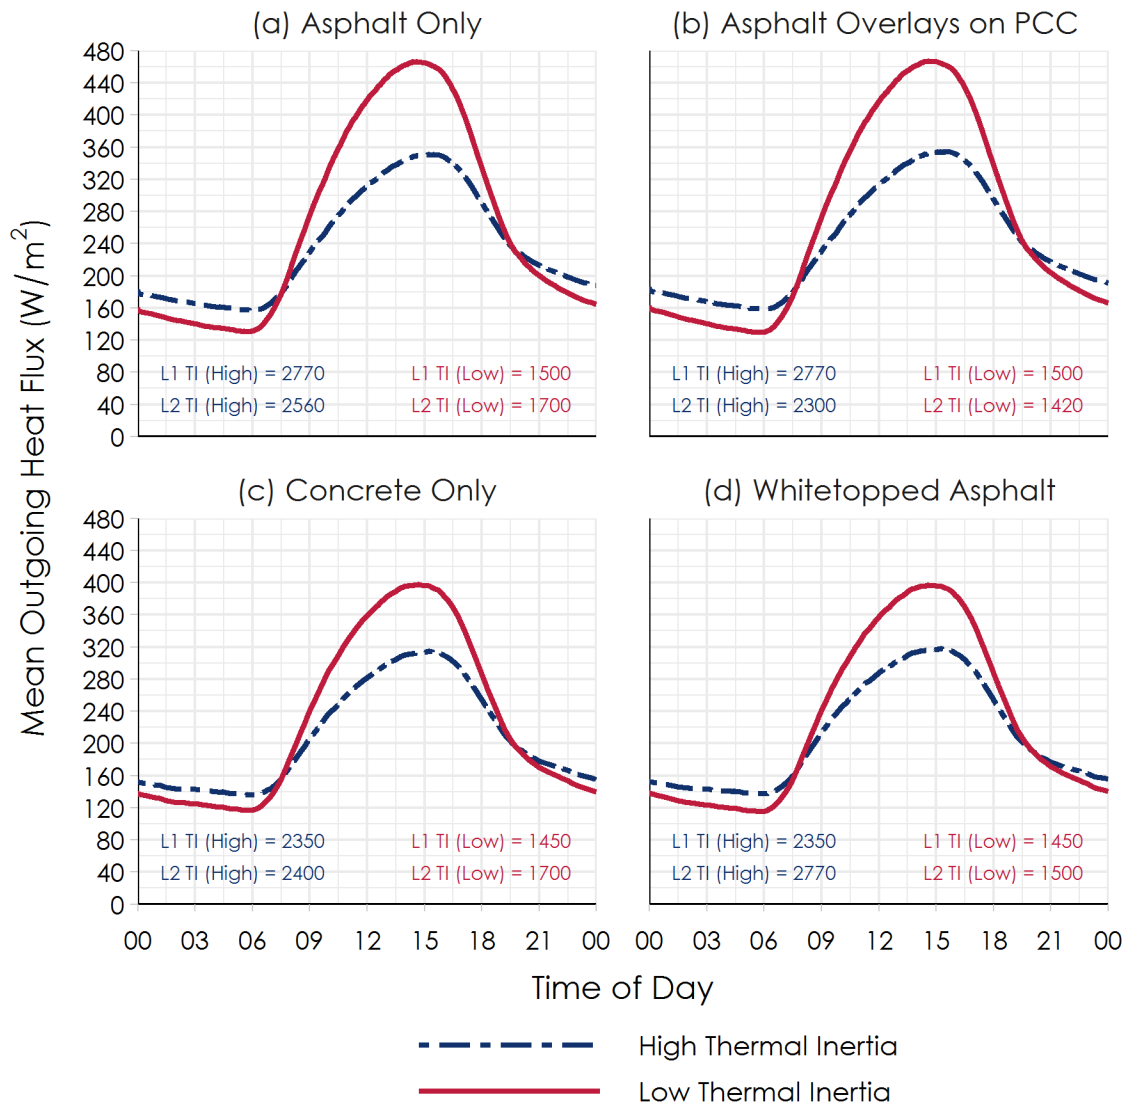 (a) Asphalt Only
(b) Asphalt Overlays on PCC
480
440
400
360
320
280
240
200
160
120
80
40
0
L1 TI (High) = 2770
L1 TI (Low) = 1500
L2 TI (High) = 2560
L2 TI (Low) = 1700
L1 TI (High) = 2770
L1 TI (Low) = 1500
L2 TI (High) = 2300
L2 TI (Low) = 1420
Mean Outgoing Heat Flux (W/m²)
(c) Concrete Only
(d) Whitetopped Asphalt
480
440
400
360
320
280
240
200
160
120
80
40
0
L1 TI (High) = 2350
L1 TI (Low) = 1450
L2 TI (High) = 2400
L2 TI (Low) = 1700
L1 TI (High) = 2350
L1 TI (Low) = 1450
L2 TI (High) = 2770
L2 TI (Low) = 1500
00 03 06 09 12 15 18 21 00
00 03 06 09 12 15 18 21 00
Time of Day
High Thermal Inertia
Low Thermal Inertia